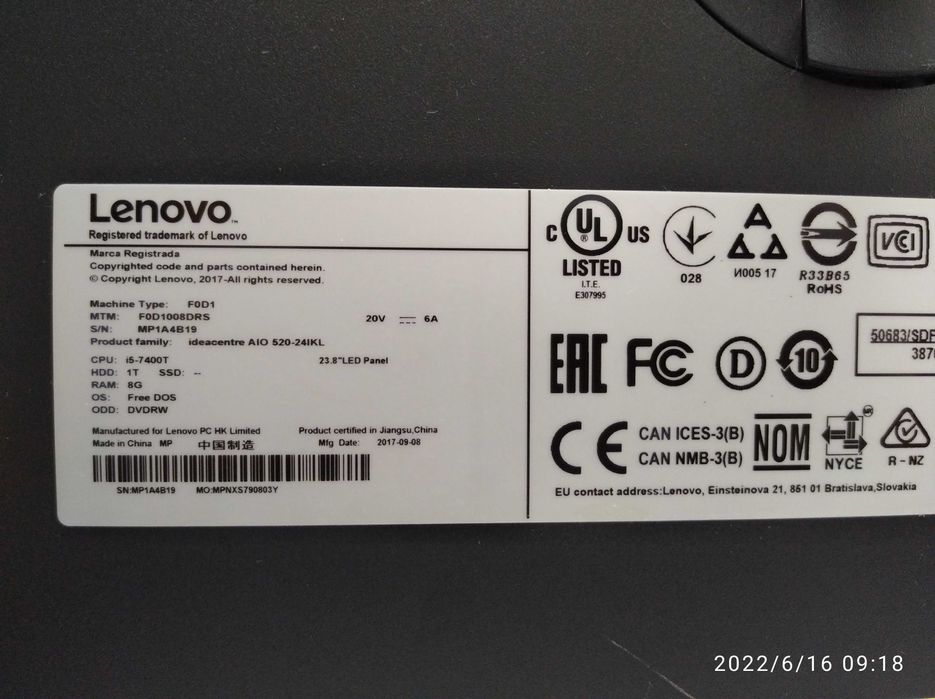 Lenovo™
Registered trademark of Lenovo
Marca Registrada
Copyrighted code and parts contained herein.
© Copyright Lenovo, 2017-All rights reserved.
Machine Type: F0D1
MTM: F0D1008DRS
S/N: MP1A4B19
20V ⎓ 6A
Product family: ideacentre AIO 520-24IKL
CPU: i5-7400T 23.8"LED Panel
HDD: 1T SSD: --
RAM: 8G
OS: Free DOS
ODD: DVDRW
Manufactured for Lenovo PC HK Limited Product certified in Jiangsu,China
Made in China MP 中国制造 Mfg Date: 2017-09-08
SN:MP1A4B19 MO:MPNXS790803Y
C UL ® US
LISTED
I.T.E.
E307995
028
И005 17
R33B65
RoHS
VCI
EAC FC D 10
50683/SDP
387
CE CAN ICES-3(B)
CAN NMB-3(B)
NOM
NYCE
R-NZ
EU contact address:Lenovo, Einsteinova 21, 851 01 Bratislava,Slovakia
2022/6/16 09:18